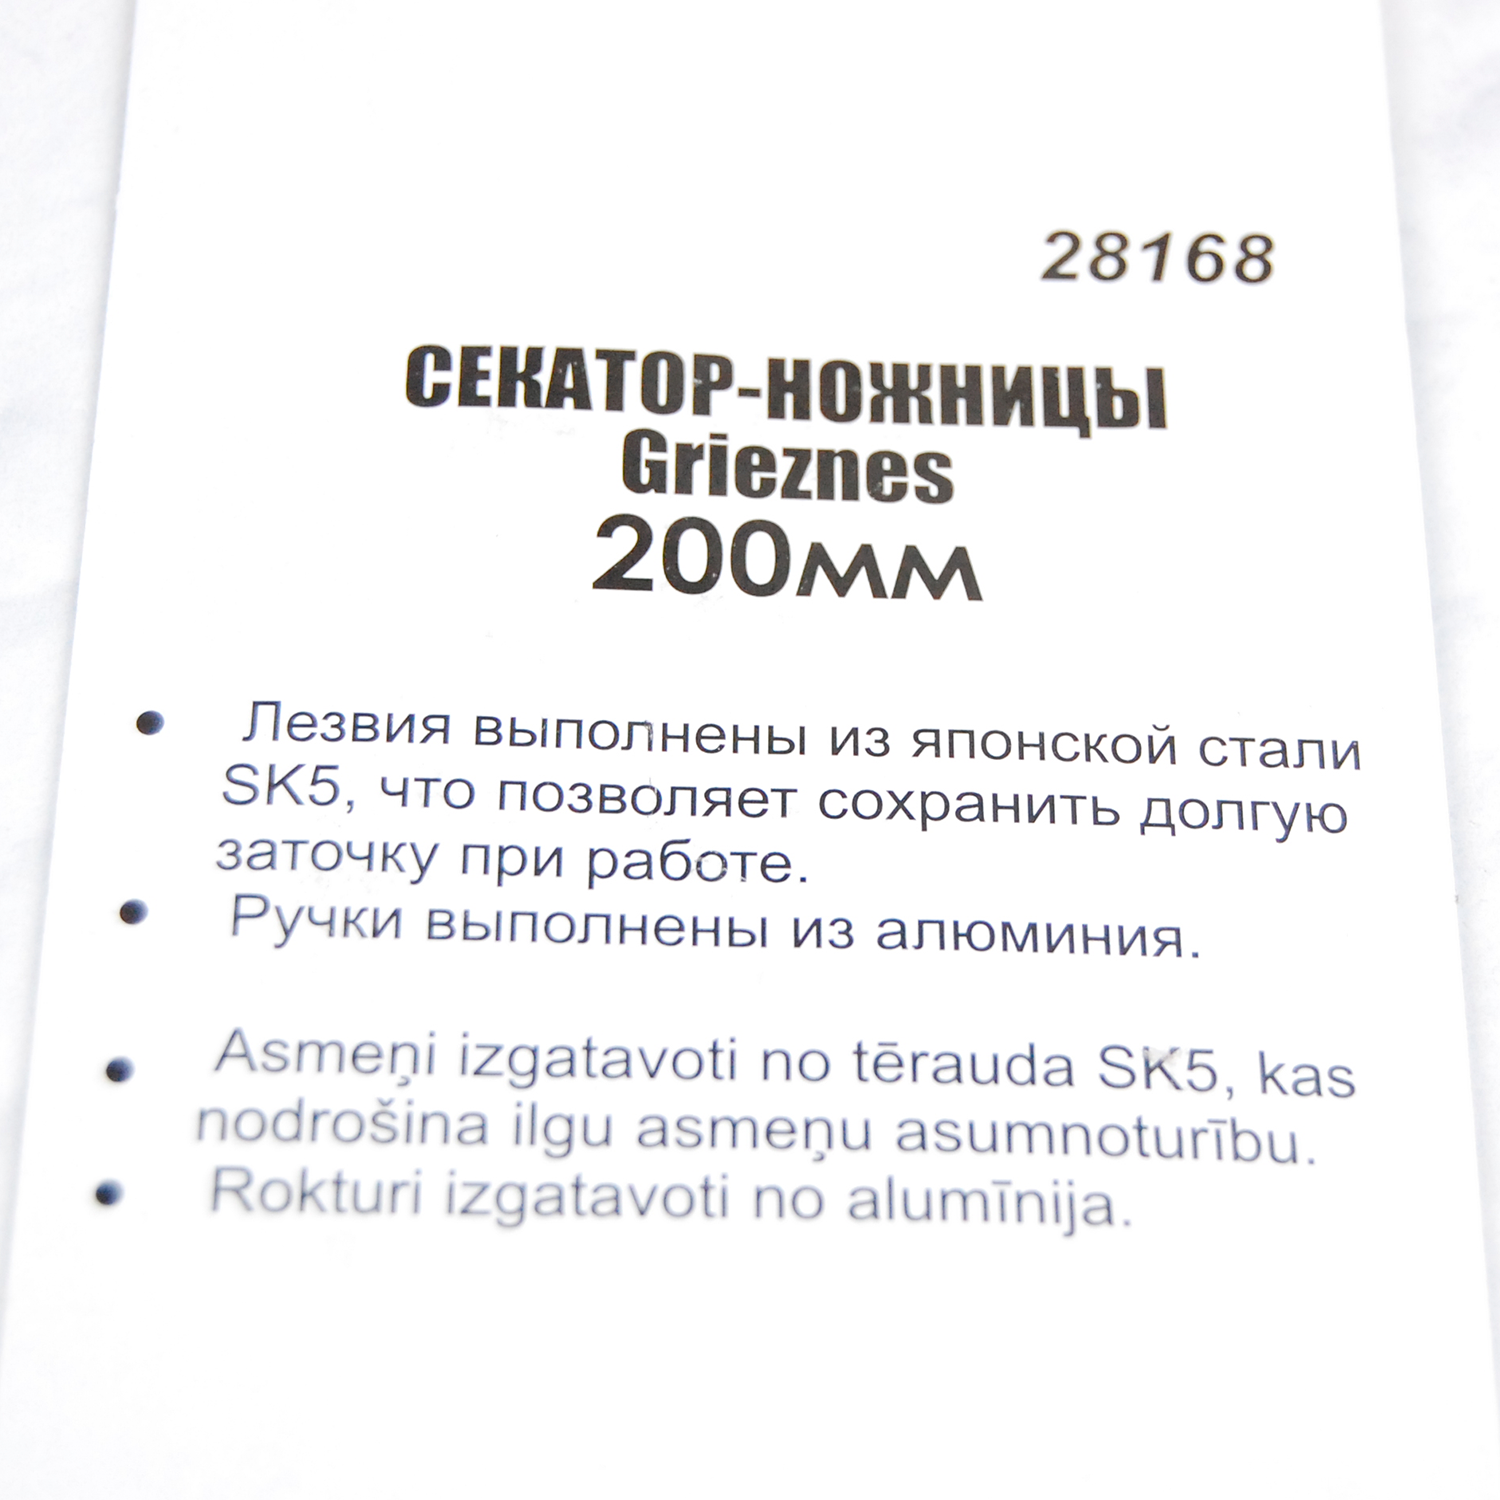 28168
СЕКАТОР-НОЖНИЦЫ
Grieznes
200мм
• Лезвия выполнены из японской стали
SK5, что позволяет сохранить долгую
заточку при работе.
• Ручки выполнены из алюминия.
• Asmeņi izgatavoti no tērauda SK5, kas
nodrošina ilgu asmeņu asumnoturību.
• Rokturi izgatavoti no alumīnija.